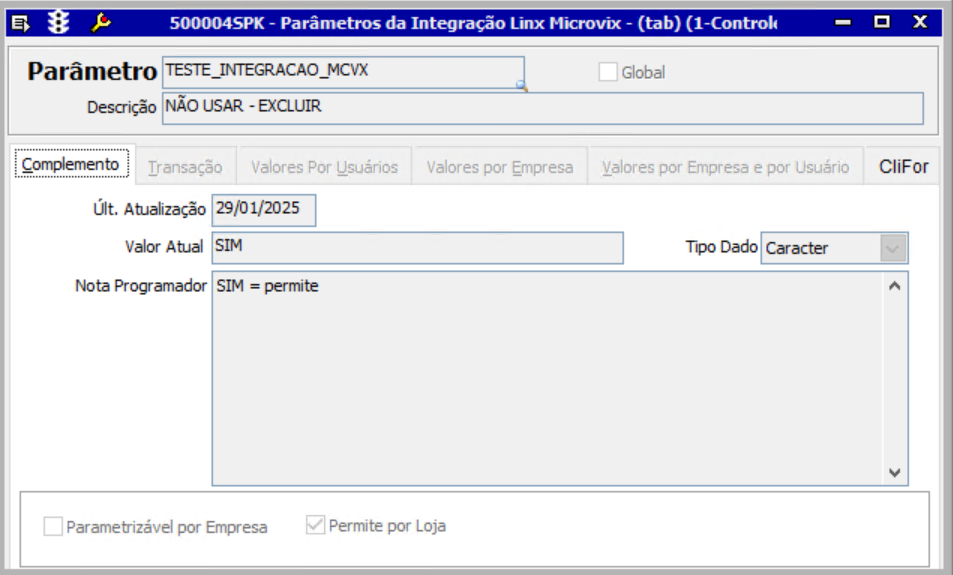 500004SPK - Parâmetros da Integração Linx Microvix - (tab) (1-Controle
Parâmetro TESTE_INTEGRACAO_MCVX Global
Descrição NÃO USAR - EXCLUIR
Complemento Transação Valores Por Usuários Valores por Empresa Valores por Empresa e por Usuário CliFor
Últ. Atualização 29/01/2025
Valor Atual SIM Tipo Dado Caracter
Nota Programador SIM = permite
Parametrizável por Empresa Permite por Loja